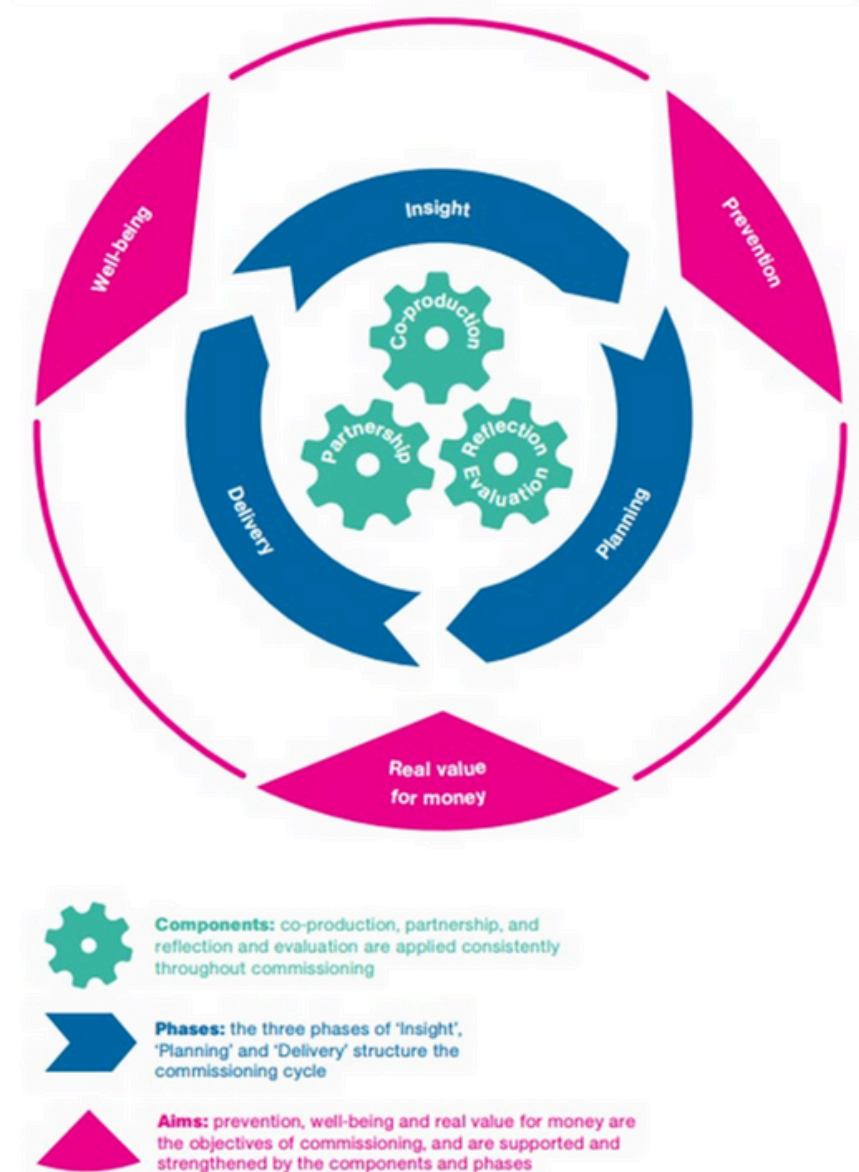 Well-being
Prevention
Insight
Co-production
Partnership
Reflection
Evaluation
Delivery
Planning
Real value
for money
Components: co-production, partnership, and
reflection and evaluation are applied consistently
throughout commissioning
Phases: the three phases of ‘Insight’,
‘Planning’ and ‘Delivery’ structure the
commissioning cycle
Aims: prevention, well-being and real value for money are
the objectives of commissioning, and are supported and
strengthened by the components and phases